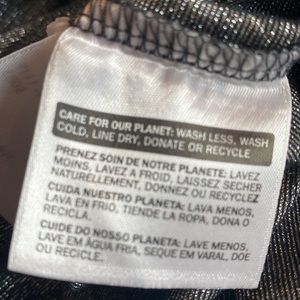 CARE FOR OUR PLANET: WASH LESS, WASH
COLD, LINE DRY, DONATE OR RECYCLE
PRENEZ SOIN DE NOTRE PLANETE: LAVEZ
MOINS, LAVEZ A FROID, LAISSEZ SECHER
NATURELLEMENT, DONNEZ OU RECYCLEZ
CUIDA NUESTRO PLANETA: LAVA MENOS,
LAVA EN FRIO, TIENDE LA ROPA, DONA O
RECICLA.
CUIDE DO NOSSO PLANETA: LAVE MENOS,
LAVE EM ÁGUA FRIA, SEQUE EM VARAL, DOE
OU RECICLE.